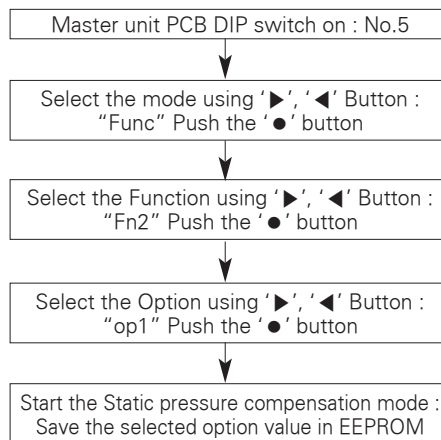 Master unit PCB DIP switch on : No.5
Select the mode using ‘▶’, ‘◀’ Button :
“Func” Push the ‘●’ button
Select the Function using ‘▶’, ‘◀’ Button :
“Fn2” Push the ‘●’ button
Select the Option using ‘▶’, ‘◀’ Button :
“op1” Push the ‘●’ button
Start the Static pressure compensation mode :
Save the selected option value in EEPROM